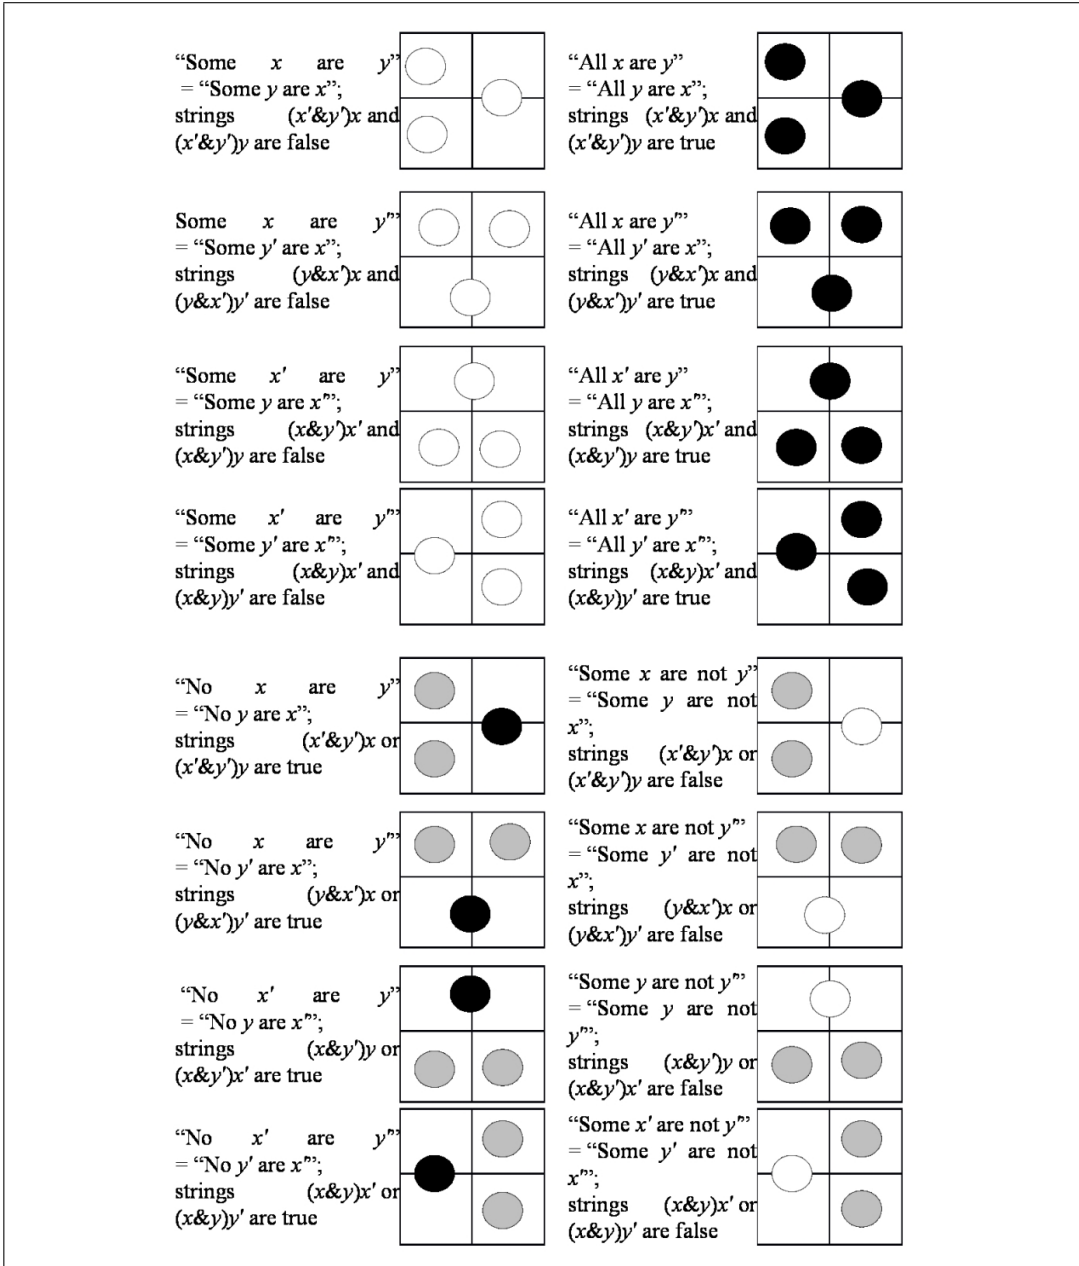 “Some x are y”
= “Some y are x”;
strings (x'&y')x and
(x'&y')y are false
“All x are y”
= “All y are x”;
strings (x'&y')x and
(x'&y')y are true
Some x are y'”
= “Some y' are x”;
strings (y&x')x and
(y&x')y' are false
“All x are y'”
= “All y' are x”;
strings (y&x')x and
(y&x')y' are true
“Some x' are y”
= “Some y are x'”;
strings (x&y')x' and
(x&y')y are false
“All x' are y”
= “All y are x'”;
strings (x&y')x' and
(x&y')y are true
“Some x' are y'”
= “Some y' are x'”;
strings (x&y)x' and
(x&y)y' are false
“All x' are y'”
= “All y' are x'”;
strings (x&y)x' and
(x&y)y' are true
“No x are y”
= “No y are x”;
strings (x'&y')x or
(x'&y')y are true
“Some x are not y”
= “Some y are not
x”;
strings (x'&y')x or
(x'&y')y are false
“No x are y'”
= “No y' are x”;
strings (y&x')x or
(y&x')y' are true
“Some x are not y'”
= “Some y' are not
x”;
strings (y&x')x or
(y&x')y' are false
“No x' are y”
= “No y are x'”;
strings (x&y')y or
(x&y')x' are true
“Some y are not y'”
= “Some y are not
y'”;
strings (x&y')y or
(x&y')x' are false
“No x' are y'”
= “No y' are x'”;
strings (x&y)x' or
(x&y)y' are true
“Some x' are not y'”
= “Some y' are not
x'”;
strings (x&y)x' or
(x&y)y' are false